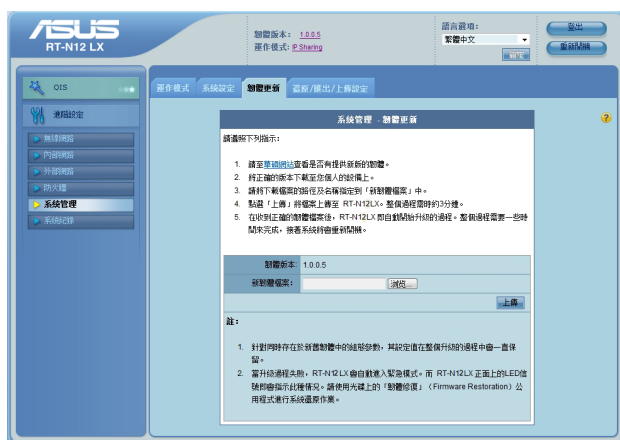 ASUS
RT-N12 LX
韌體版本: 1.0.0.5
運作模式: IP Sharing
語言選項:
繁體中文
確定
登出
重新開機
QIS
進階設定
無線網路
內部網路
外部網路
防火牆
系統管理
系統紀錄
運作模式 系統設定 韌體更新 還原/匯出/上傳設定
系統管理 - 韌體更新
請遵照下列指示:
1. 請至華碩網站查看是否有提供新版的韌體。
2. 將正確的版本下載至您個人的設備上。
3. 請將下載檔案的路徑及名稱指定到「新韌體檔案」中。
4. 點選「上傳」將檔案上傳至 RT-N12LX。整個過程需時約3分鐘。
5. 在收到正確的韌體檔案後，RT-N12LX 即自動開始升級的過程。整個過程需要一些時
間來完成，接著系統將會重新開機。
韌體版本: 1.0.0.5
新韌體檔案: 浏览...
上傳
註:
1. 針對同時存在於新舊韌體中的組態參數，其設定值在整個升級的過程中會一直保
留。
2. 當升級過程失敗，RT-N12LX 會自動進入緊急模式。而 RT-N12LX 正面上的LED信
號即會指示此種情況。請使用光碟上的「韌體修復」（Firmware Restoration）公
用程式進行系統還原作業。